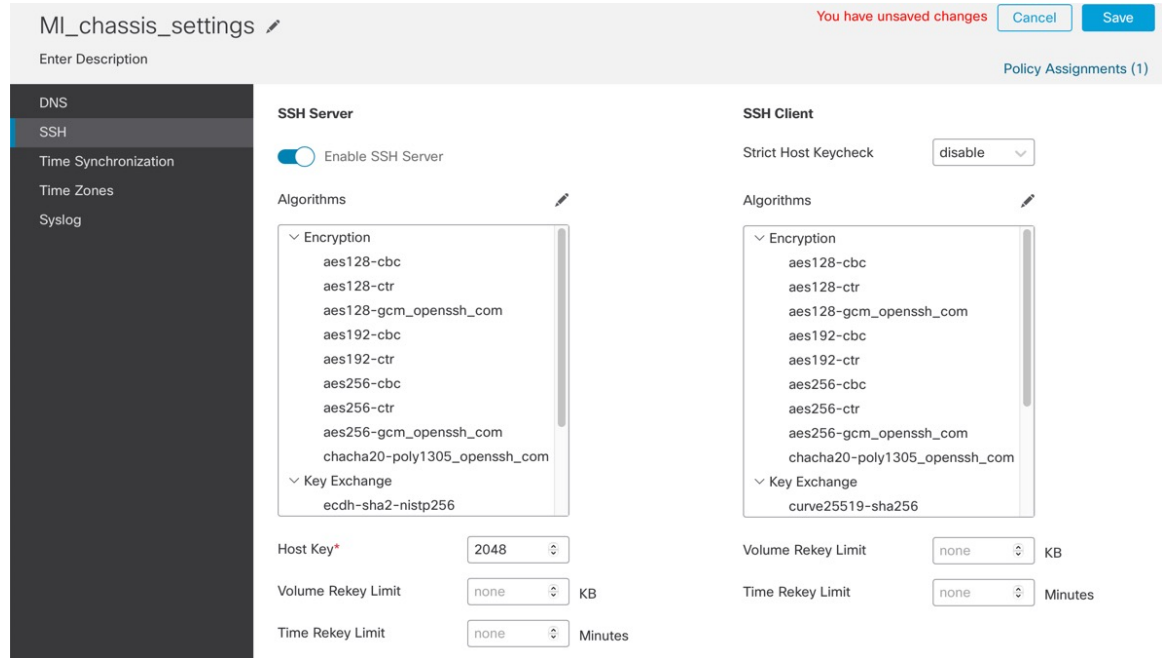 MI_chassis_settings
You have unsaved changes
Cancel
Save
Enter Description
Policy Assignments (1)
DNS
SSH
Time Synchronization
Time Zones
Syslog
SSH Server
Enable SSH Server
Algorithms
Encryption
aes128-cbc
aes128-ctr
aes128-gcm_openssh_com
aes192-cbc
aes192-ctr
aes256-cbc
aes256-ctr
aes256-gcm_openssh_com
chacha20-poly1305_openssh_com
Key Exchange
ecdh-sha2-nistp256
Host Key* 2048
Volume Rekey Limit none KB
Time Rekey Limit none Minutes
SSH Client
Strict Host Keycheck disable
Algorithms
Encryption
aes128-cbc
aes128-ctr
aes128-gcm_openssh_com
aes192-cbc
aes192-ctr
aes256-cbc
aes256-ctr
aes256-gcm_openssh_com
chacha20-poly1305_openssh_com
Key Exchange
curve25519-sha256
Volume Rekey Limit none KB
Time Rekey Limit none Minutes